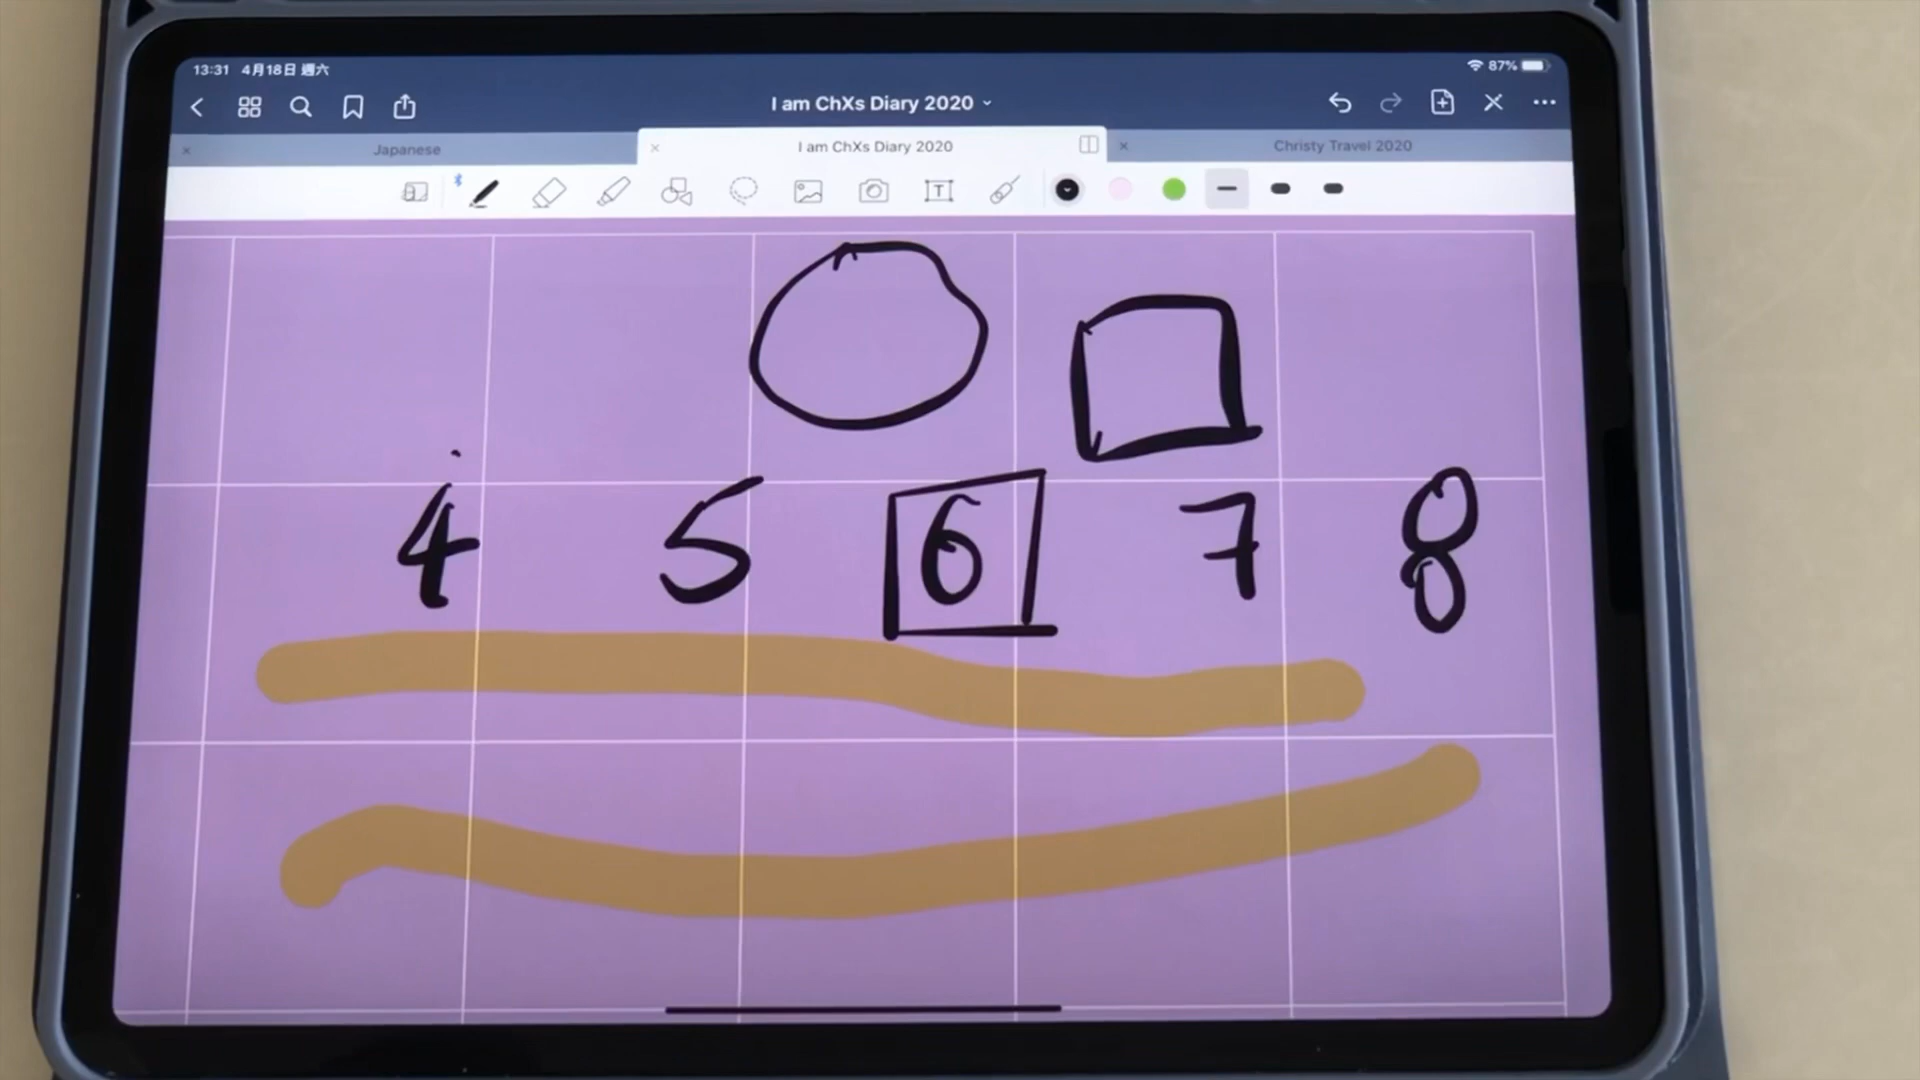 13:31 4月18日 週六 87%
I am ChXs Diary 2020
Japanese I am ChXs Diary 2020 Christy Travel 2020
T
4 5 6 7 8